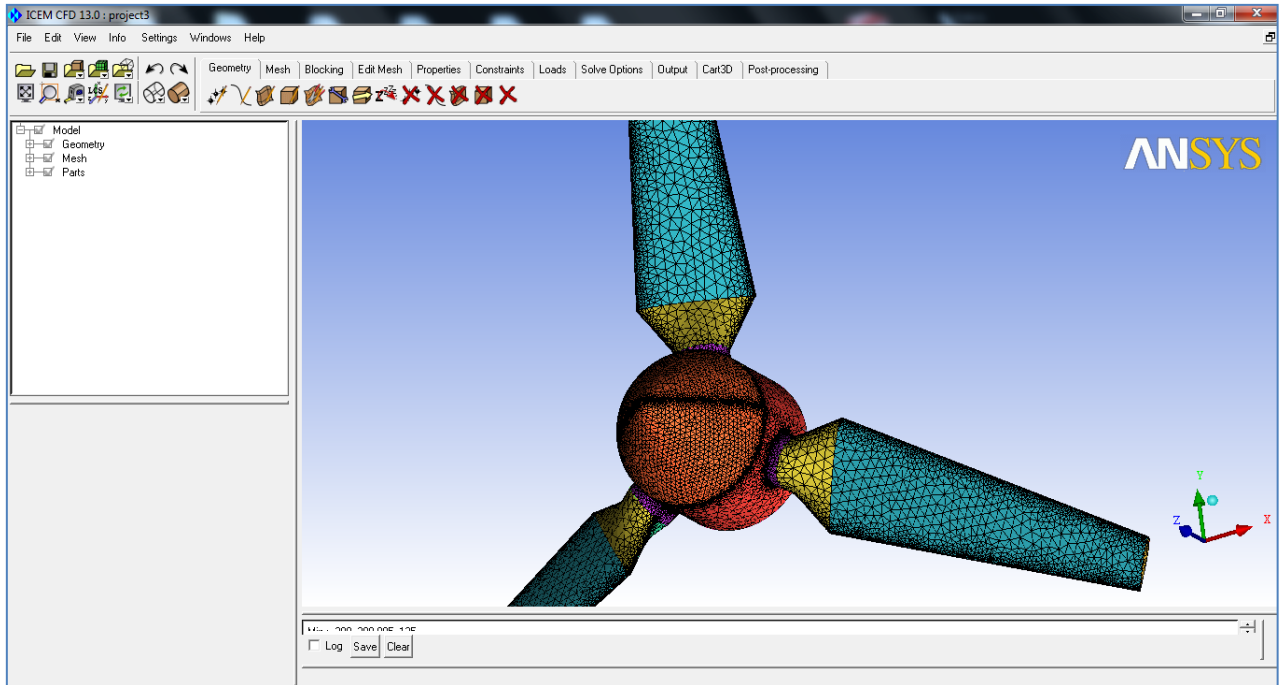 ICEM CFD 13.0 : project3
File Edit View Info Settings Windows Help
Geometry Mesh Blocking Edit Mesh Properties Constraints Loads Solve Options Output Cart3D Post-processing
LCS
Model
Geometry
Mesh
Parts
ANSYS
Y
Z X
Log Save Clear